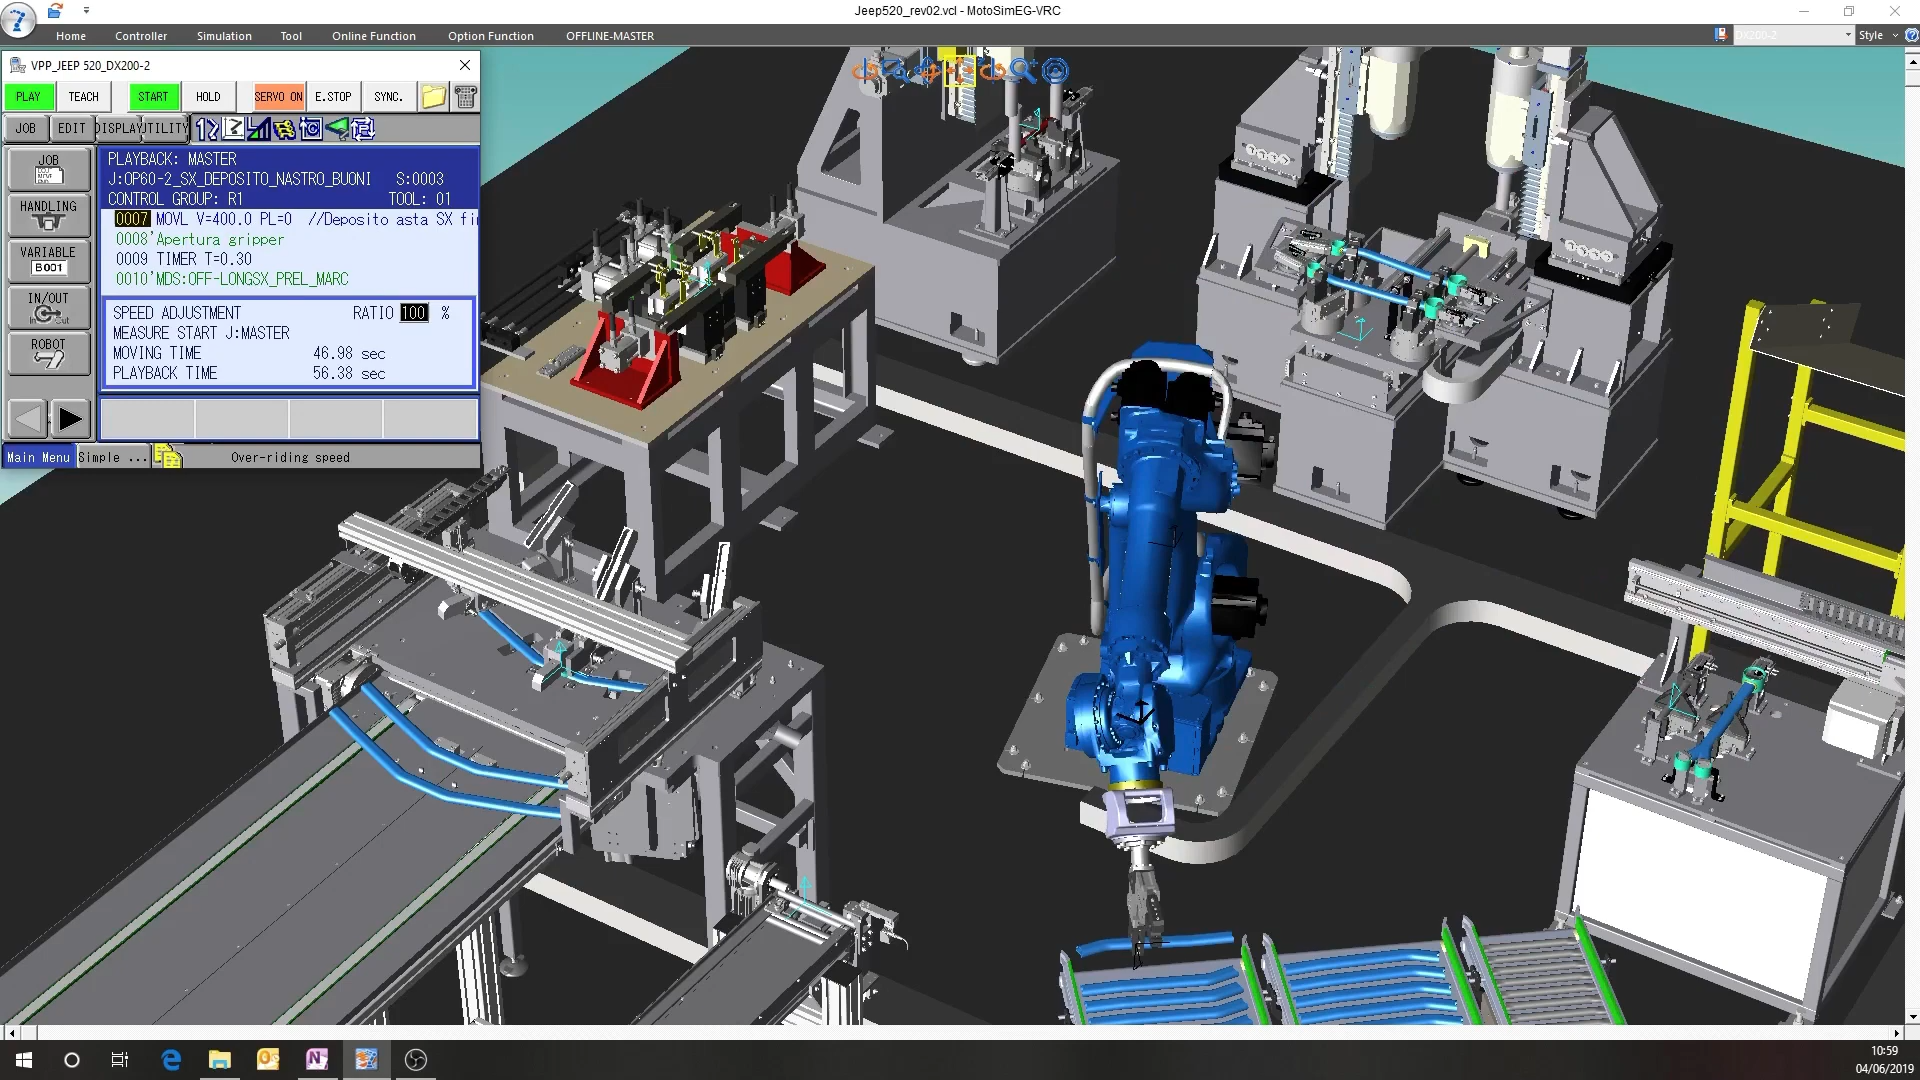 Jeep520_rev02.vcl - MotoSimEG-VRC
Home Controller Simulation Tool Online Function Option Function OFFLINE-MASTER
DX200-2 Style
VPP_JEEP 520_DX200-2
PLAY TEACH START HOLD SERVO ON E.STOP SYNC.
JOB EDIT DISPLAY UTILITY
JOB
HANDLING
VARIABLE
B001
IN/OUT
In Out
ROBOT
PLAYBACK: MASTER
J:OP60-2_SX_DEPOSITO_NASTRO_BUONI S:0003
CONTROL GROUP: R1 TOOL: 01
0007 MOVL V=400.0 PL=0 //Deposito asta SX fi
0008'Apertura gripper
0009 TIMER T=0.30
0010'MDS:OFF-LONGSX_PREL_MARC
SPEED ADJUSTMENT RATIO 100 %
MEASURE START J:MASTER
MOVING TIME 46.98 sec
PLAYBACK TIME 56.38 sec
Main Menu Simple ... Over-riding speed
10:59
04/06/2019